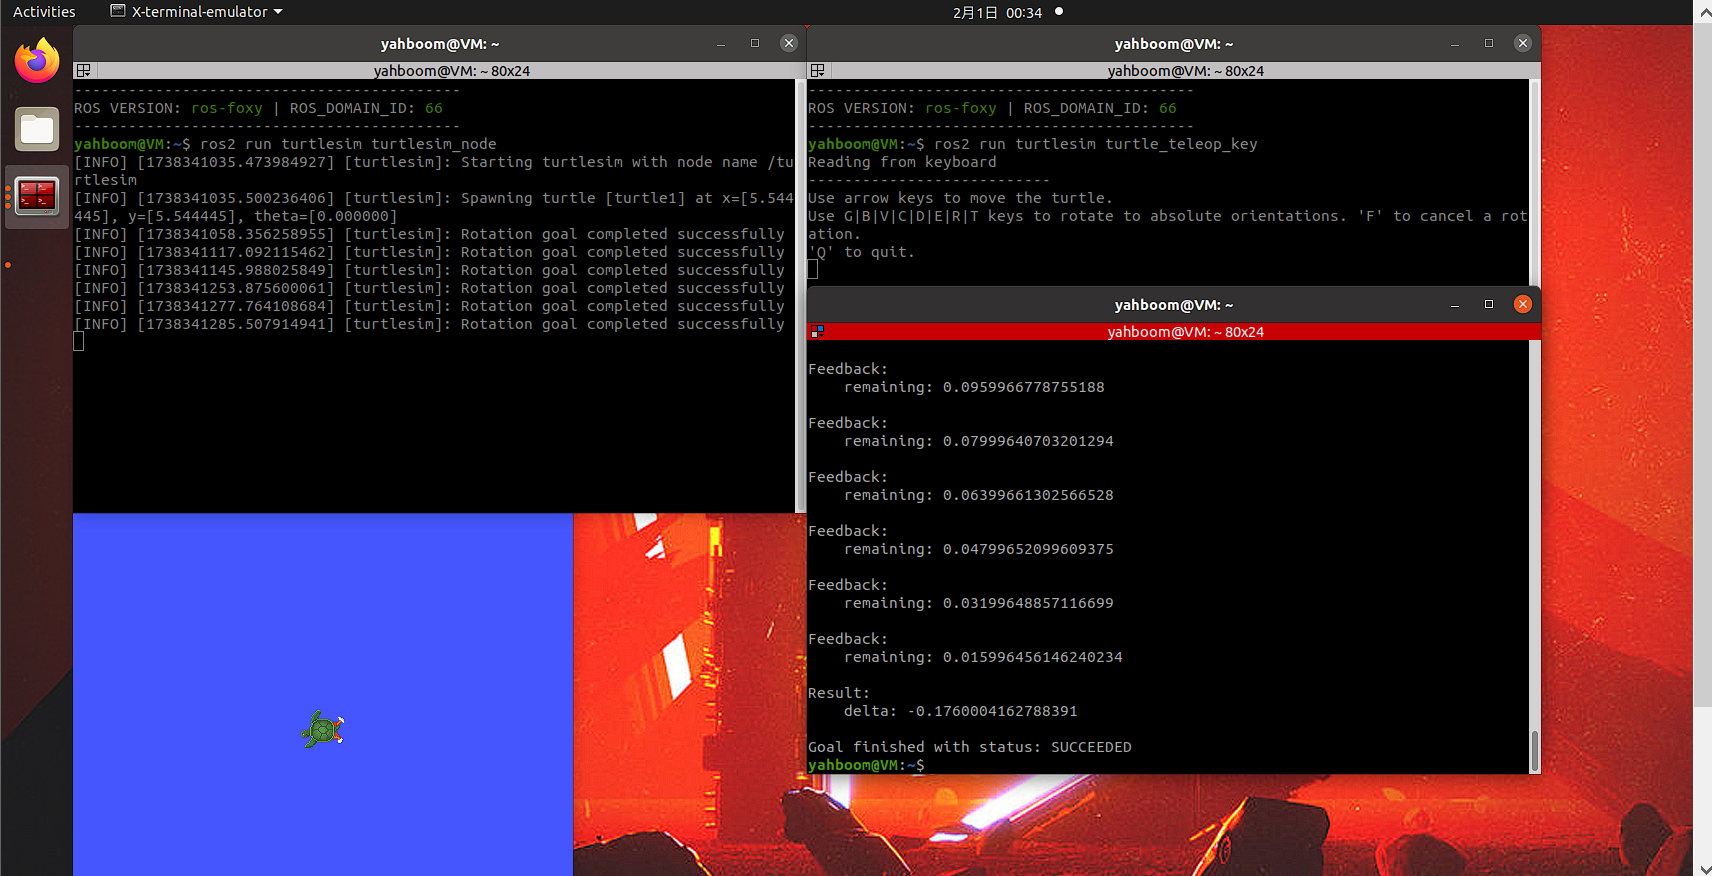 Activities
X-terminal-emulator
2月1日 00:34
yahboom@VM: ~
yahboom@VM: ~ 80x24
-------------------------------------------
ROS VERSION: ros-foxy | ROS_DOMAIN_ID: 66
-------------------------------------------
yahboom@VM:~$ ros2 run turtlesim turtlesim_node
[INFO] [1738341035.473984927] [turtlesim]: Starting turtlesim with node name /tu
rtlesim
[INFO] [1738341035.500236406] [turtlesim]: Spawning turtle [turtle1] at x=[5.544
445], y=[5.544445], theta=[0.000000]
[INFO] [1738341058.356258955] [turtlesim]: Rotation goal completed successfully
[INFO] [1738341117.092115462] [turtlesim]: Rotation goal completed successfully
[INFO] [1738341145.988025849] [turtlesim]: Rotation goal completed successfully
[INFO] [1738341253.875600061] [turtlesim]: Rotation goal completed successfully
[INFO] [1738341277.764108684] [turtlesim]: Rotation goal completed successfully
[INFO] [1738341285.507914941] [turtlesim]: Rotation goal completed successfully
yahboom@VM: ~
yahboom@VM: ~ 80x24
-------------------------------------------
ROS VERSION: ros-foxy | ROS_DOMAIN_ID: 66
-------------------------------------------
yahboom@VM:~$ ros2 run turtlesim turtle_teleop_key
Reading from keyboard
---------------------------
Use arrow keys to move the turtle.
Use G|B|V|C|D|E|R|T keys to rotate to absolute orientations. 'F' to cancel a rot
ation.
'Q' to quit.
yahboom@VM: ~
yahboom@VM: ~ 80x24
Feedback:
    remaining: 0.0959966778755188
Feedback:
    remaining: 0.07999640703201294
Feedback:
    remaining: 0.06399661302566528
Feedback:
    remaining: 0.04799652099609375
Feedback:
    remaining: 0.03199648857116699
Feedback:
    remaining: 0.015996456146240234
Result:
    delta: -0.1760004162788391
Goal finished with status: SUCCEEDED
yahboom@VM:~$